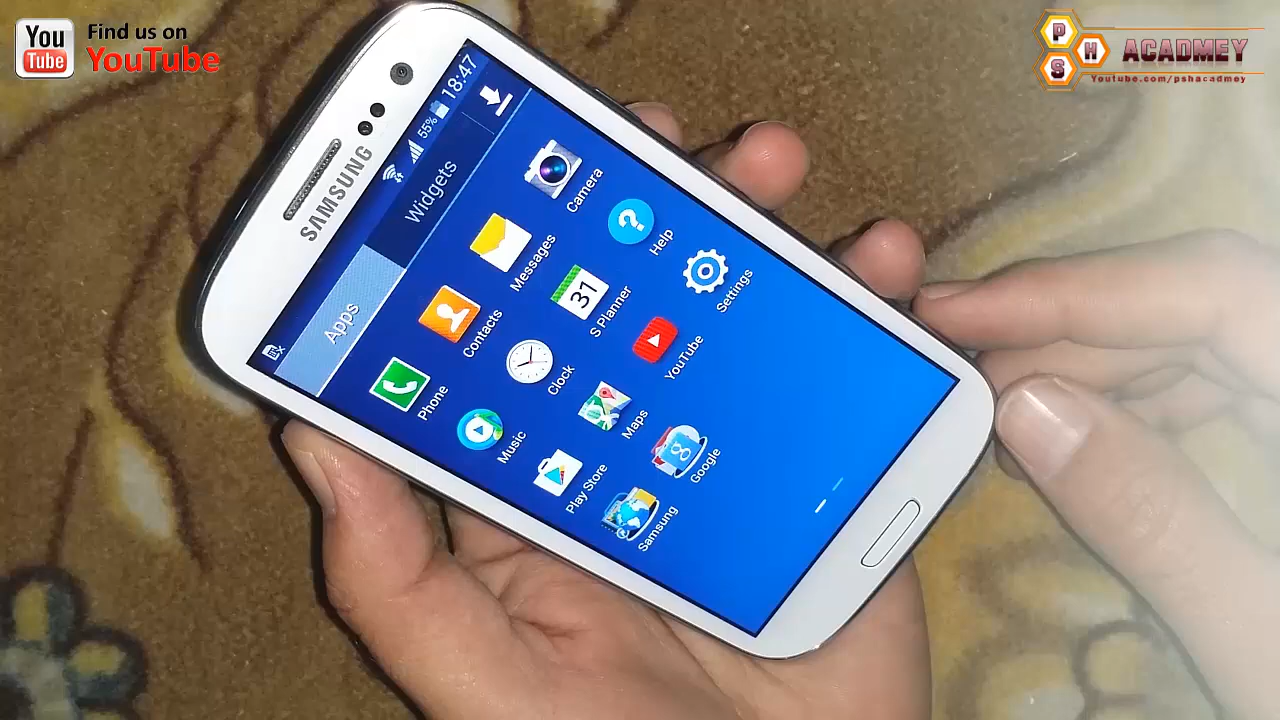 You
Tube
Find us on
YouTube
P
H
S
ACADMEY
Youtube.com/pshacadmey
SAMSUNG
55% 18:47
Apps
Widgets
Phone
Contacts
Messages
Camera
Music
Clock
31
S Planner
?
Help
Play Store
Maps
YouTube
Settings
Samsung
8
Google